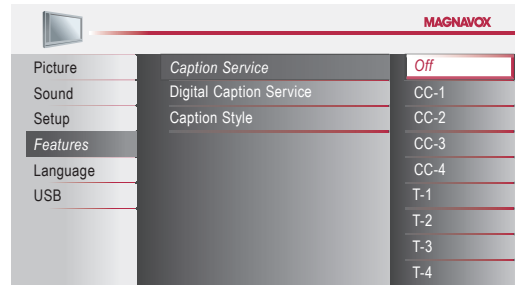 MAGNAVOX
Picture
Sound
Setup
Features
Language
USB
Caption Service
Digital Caption Service
Caption Style
Off
CC-1
CC-2
CC-3
CC-4
T-1
T-2
T-3
T-4